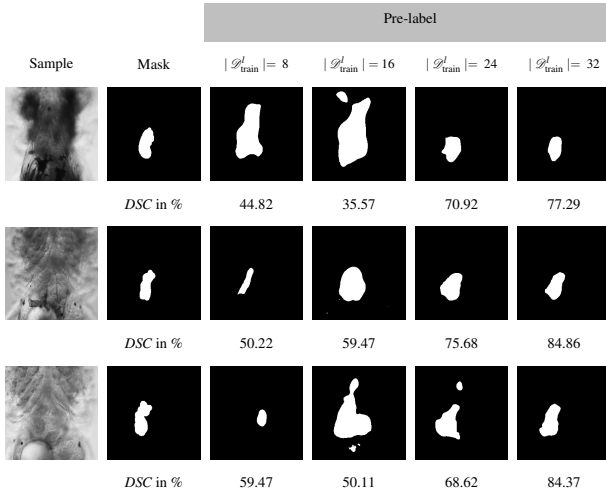 Pre-label
Sample Mask | 𝒟ˡtrain |= 8 | 𝒟ˡtrain |= 16 | 𝒟ˡtrain |= 24 | 𝒟ˡtrain |= 32
DSC in % 44.82 35.57 70.92 77.29
DSC in % 50.22 59.47 75.68 84.86
DSC in % 59.47 50.11 68.62 84.37